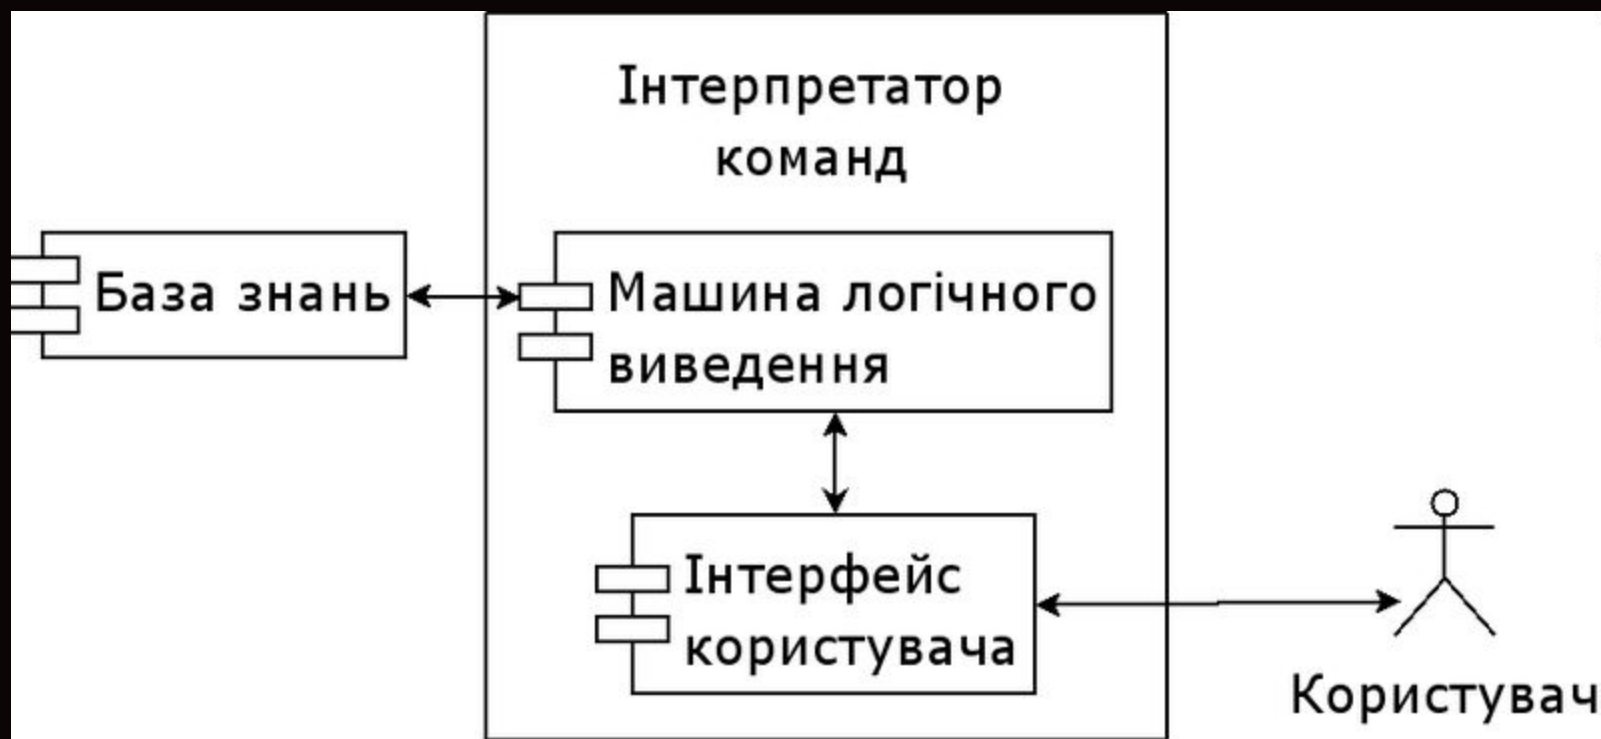 Інтерпретатор
команд
База знань
Машина логічного
виведення
Інтерфейс
користувача
Користувач